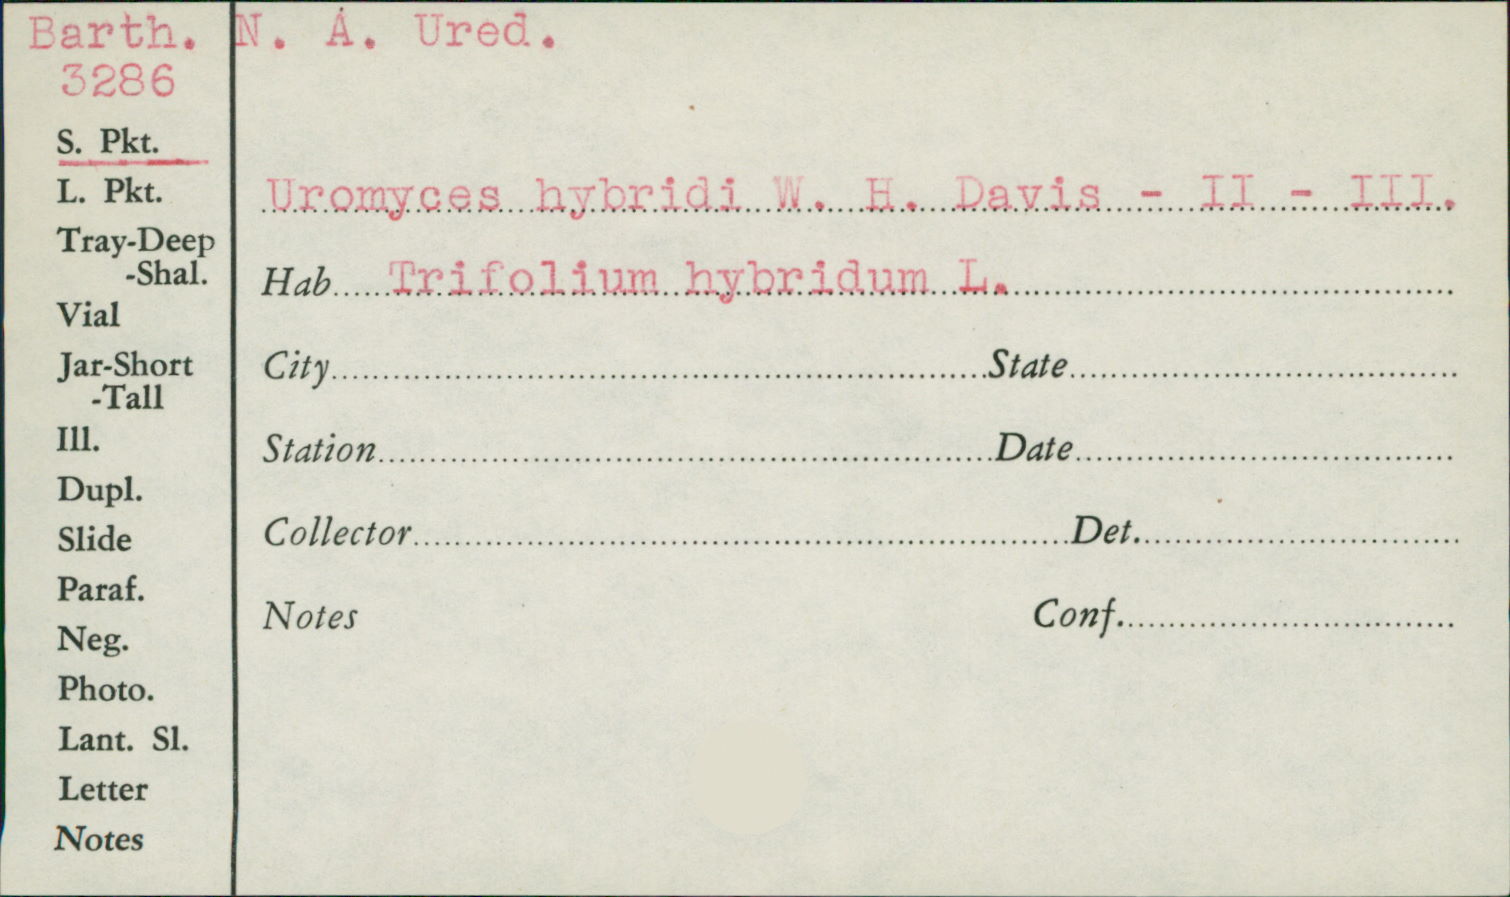 Barth. N. A. Ured.
3286
S. Pkt.
L. Pkt.
Tray-Deep
-Shal.
Vial
Jar-Short
-Tall
Ill.
Dupl.
Slide
Paraf.
Neg.
Photo.
Lant. Sl.
Letter
Notes
Uromyces hybridi W. H. Davis - II - III.
Hab. Trifolium hybridum L.
City State
Station Date
Collector Det.
Notes Conf.